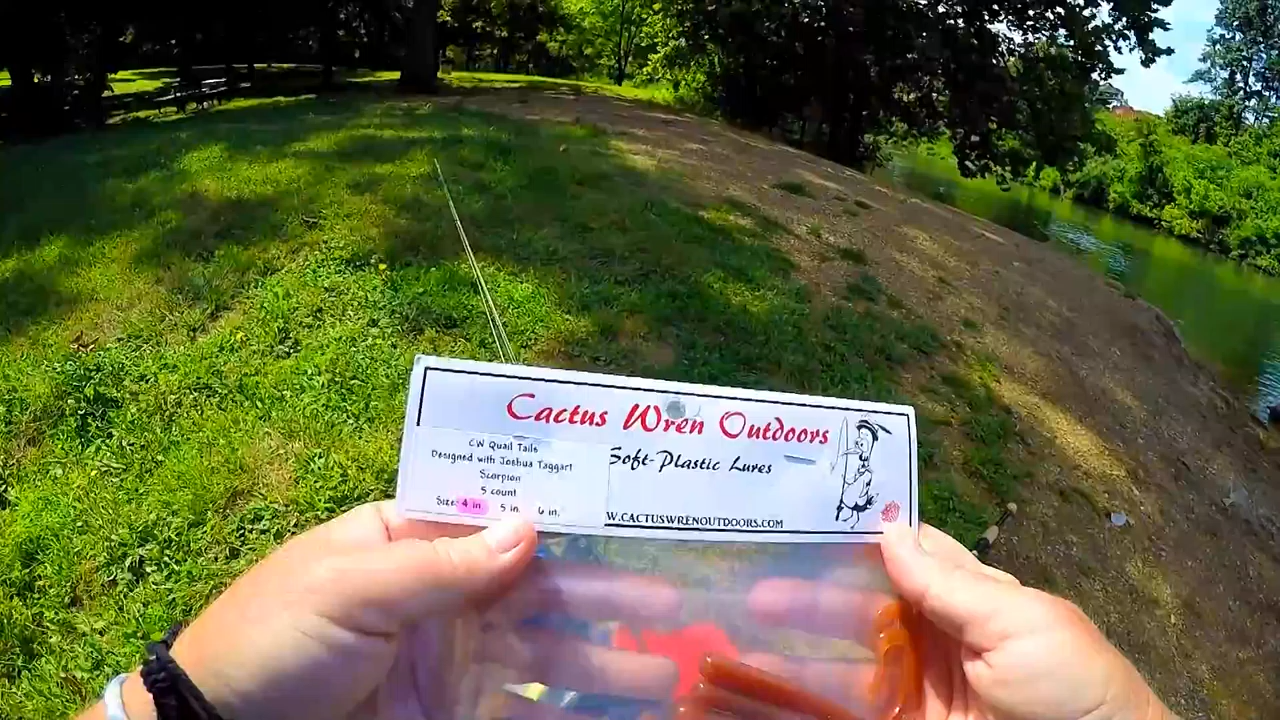 Cactus Wren Outdoors
Soft-Plastic Lures
CW Quail Tails
Designed with Joshua Taggart
Scorpion
5 count
Size: 4 in 5 in. 6 in.
W.CACTUSWRENOUTDOORS.COM